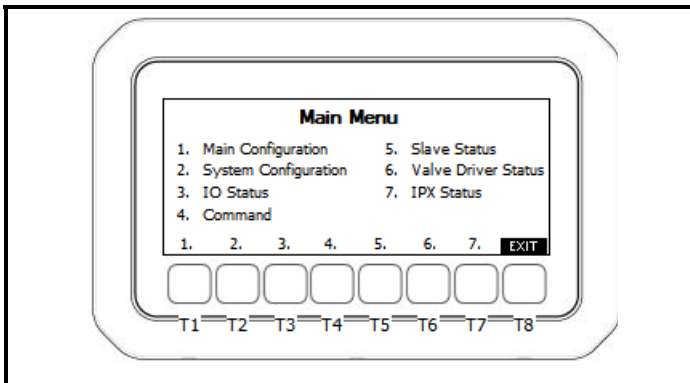 Main Menu
1. Main Configuration 5. Slave Status
2. System Configuration 6. Valve Driver Status
3. IO Status 7. IPX Status
4. Command
1. 2. 3. 4. 5. 6. 7. EXIT
T1 T2 T3 T4 T5 T6 T7 T8